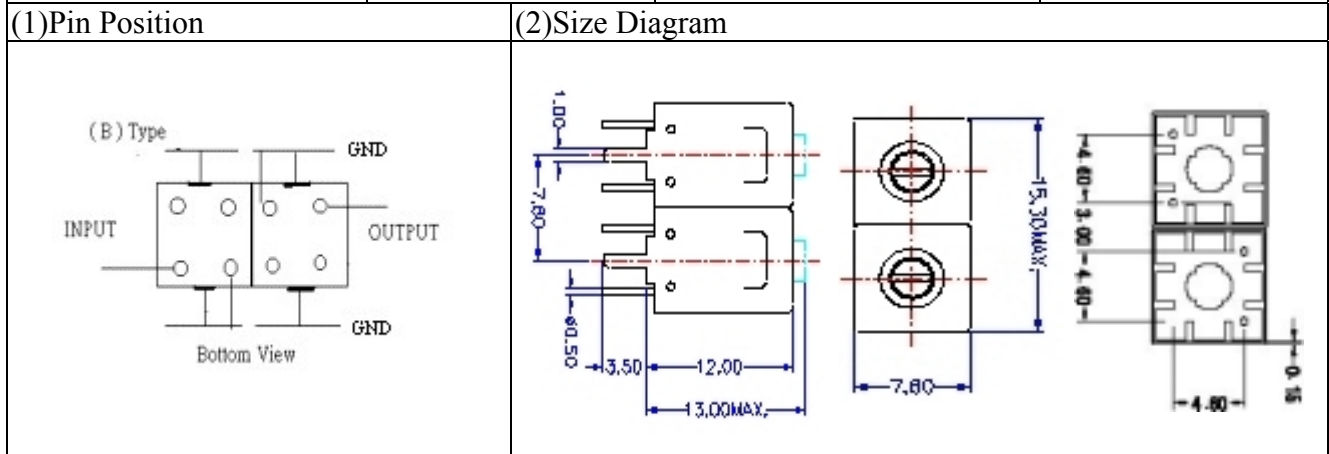 (1)Pin Position
(2)Size Diagram
(B) Type
GND
INPUT
OUTPUT
GND
Bottom View
1.00
7.60
ø0.50
3.50
12.00
13.00MAX.
15.30MAX.
7.60
4.60
3.00
4.60
4.60
0.15